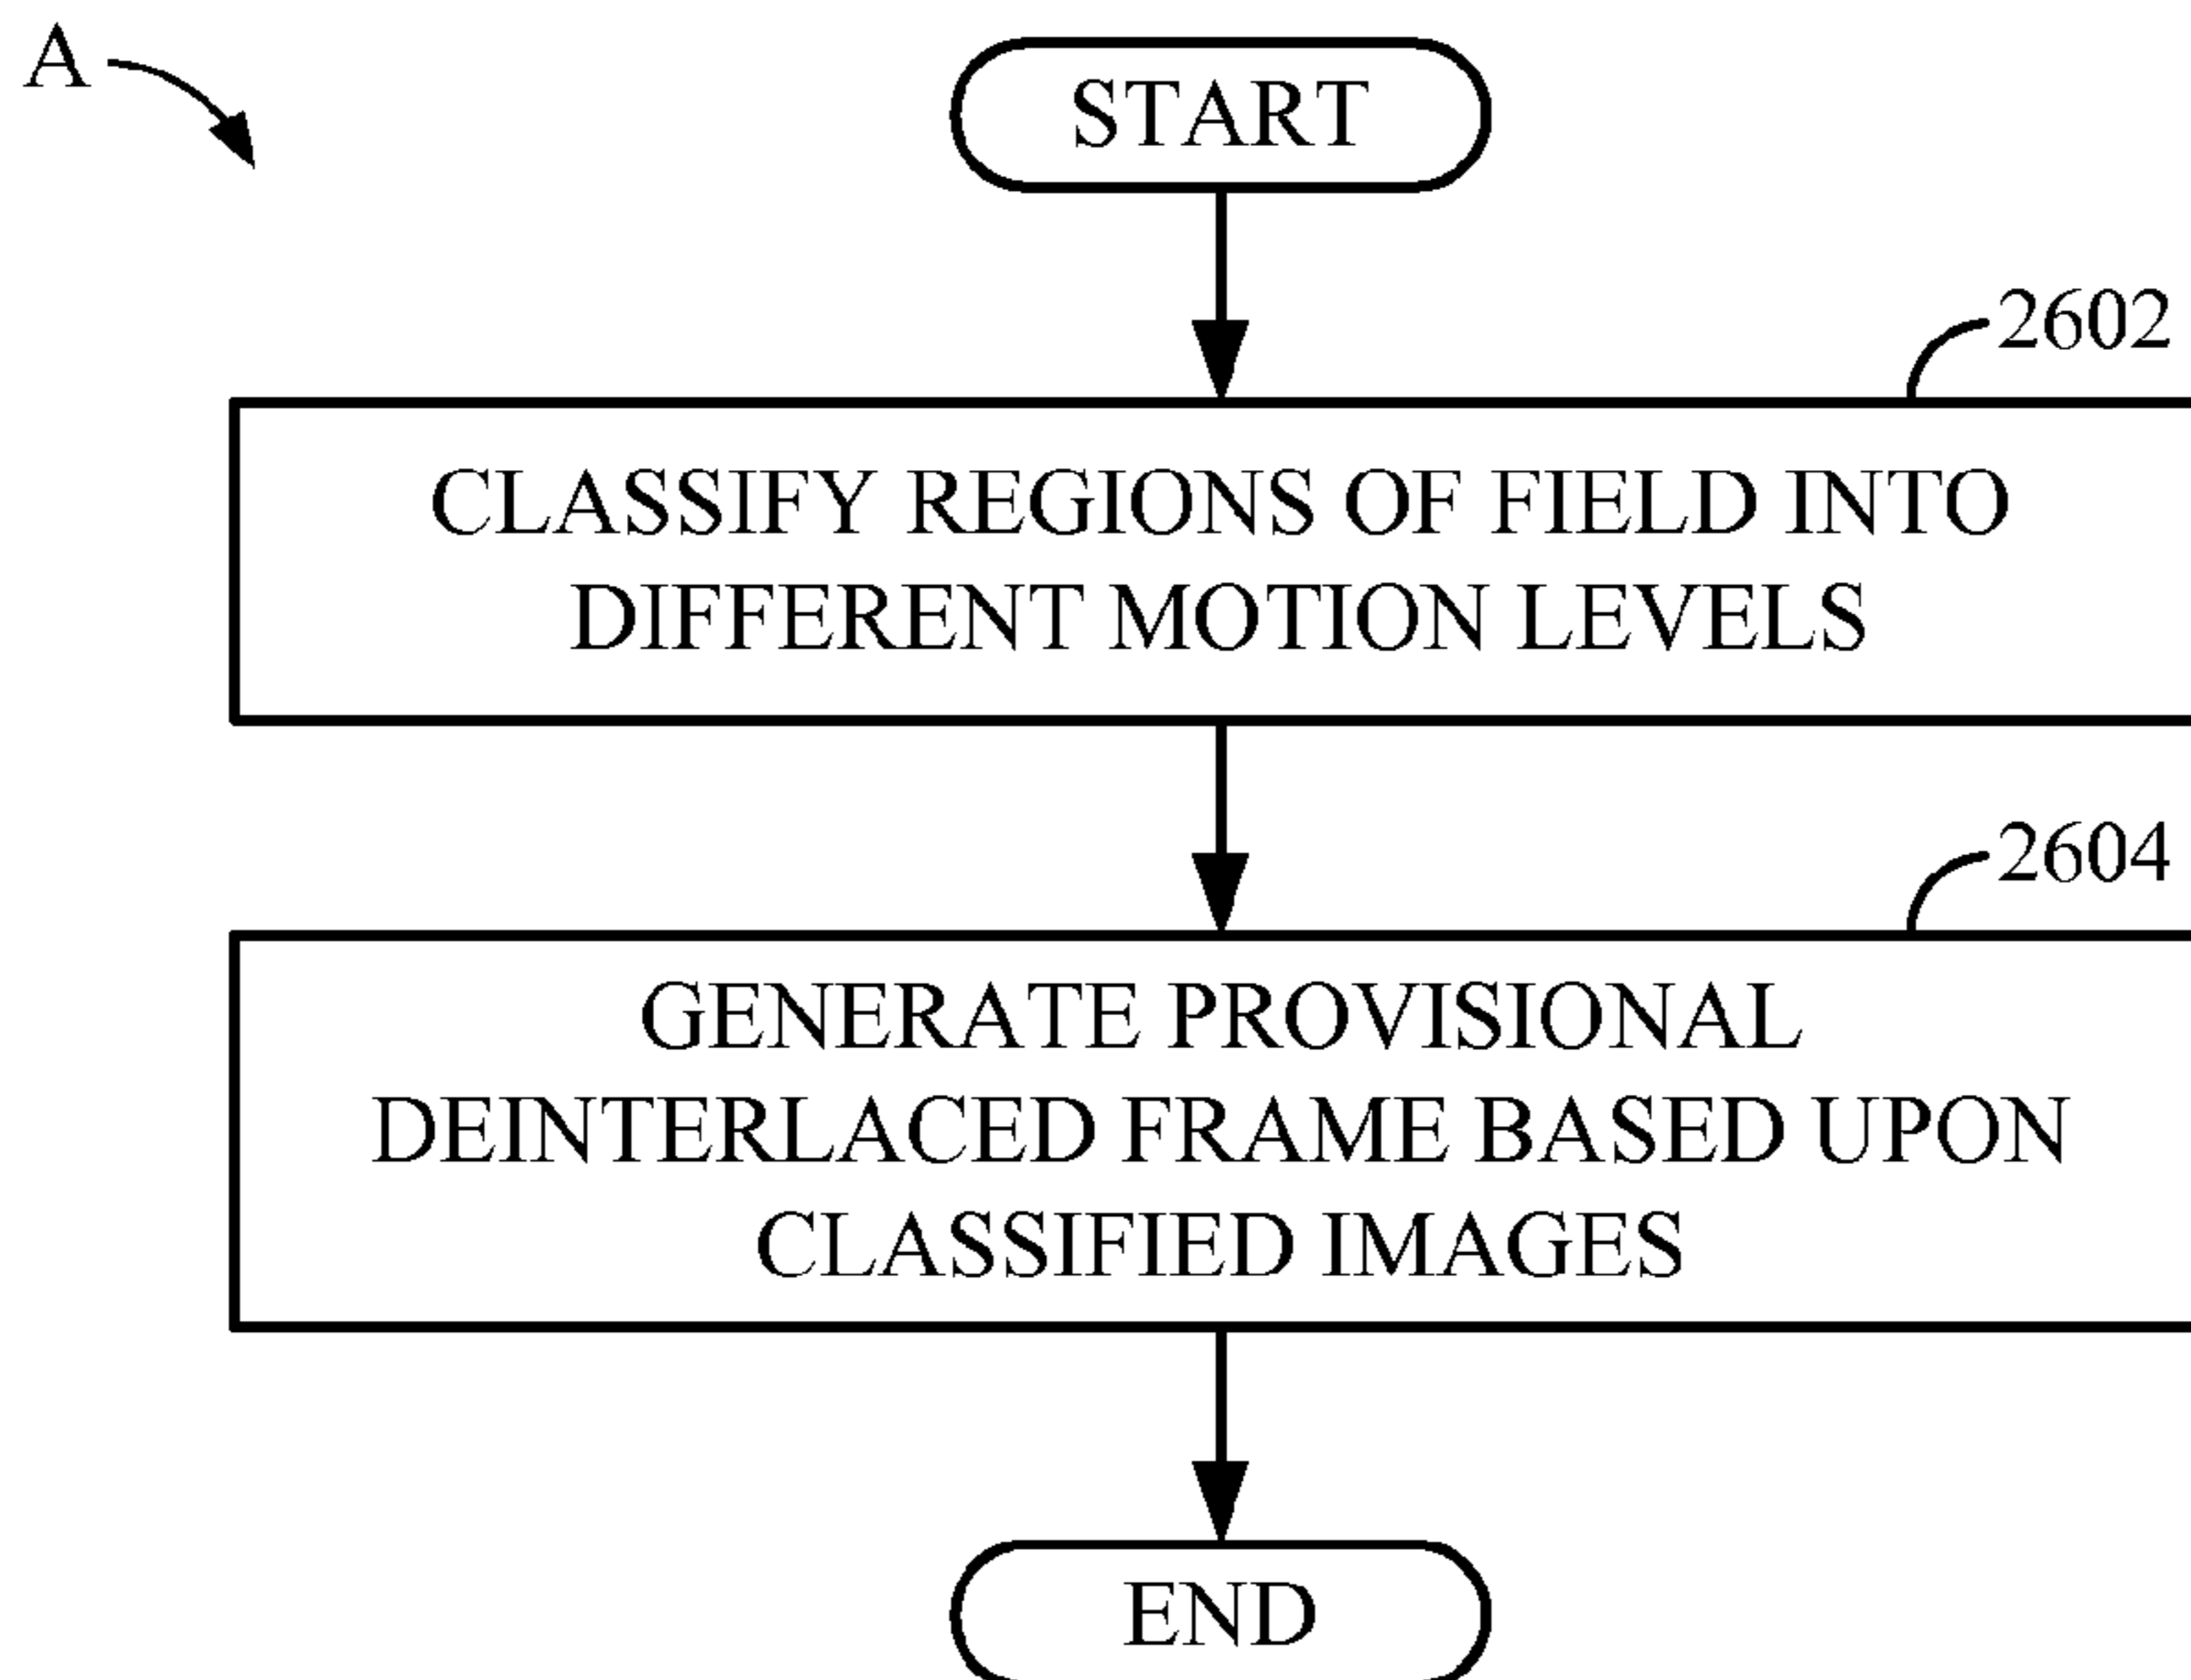 A
START
2602
CLASSIFY REGIONS OF FIELD INTO
DIFFERENT MOTION LEVELS
2604
GENERATE PROVISIONAL
DEINTERLACED FRAME BASED UPON
CLASSIFIED IMAGES
END